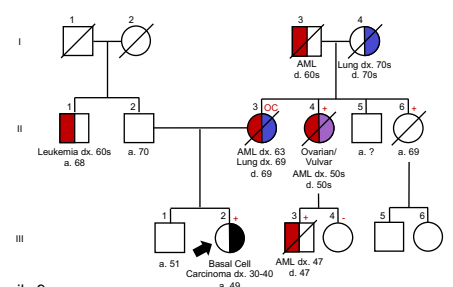 1 2 3 4
I
AML
d. 60s
Lung dx. 70s
d. 70s
1 2 3 OC 4 + 5 6 +
II
Leukemia dx. 60s
a. 68
a. 70
AML dx. 63
Lung dx. 69
d. 69
Ovarian/
Vulvar
AML dx. 50s
d. 50s
a. ?
a. 69
1 2 + 3 + 4 - 5 6
III
a. 51
Basal Cell
Carcinoma dx. 30-40
a. 49
AML dx. 47
d. 47